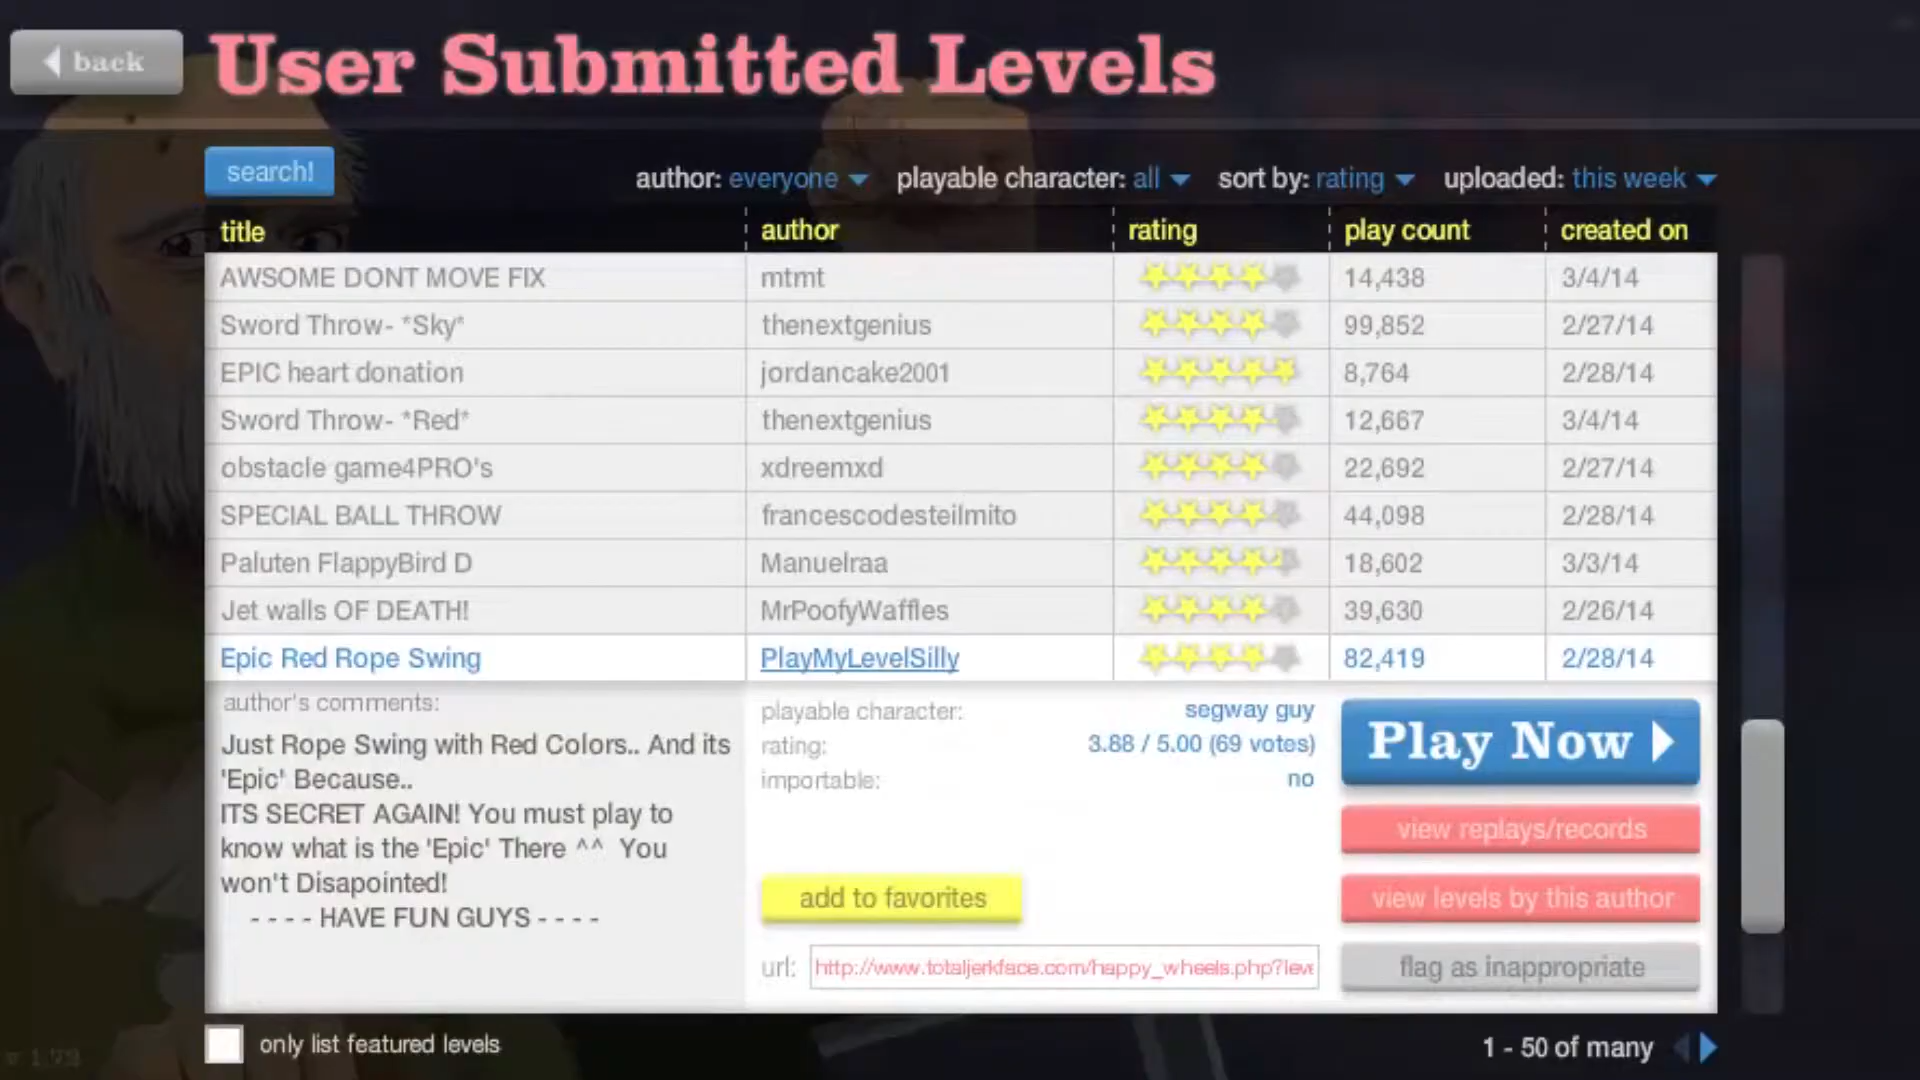 back
User Submitted Levels
search!
author: everyone
playable character: all
sort by: rating
uploaded: this week
title author rating play count created on
AWSOME DONT MOVE FIX mtmt 14,438 3/4/14
Sword Throw- *Sky* thenextgenius 99,852 2/27/14
EPIC heart donation jordancake2001 8,764 2/28/14
Sword Throw- *Red* thenextgenius 12,667 3/4/14
obstacle game4PRO's xdreemxd 22,692 2/27/14
SPECIAL BALL THROW francescodesteilmito 44,098 2/28/14
Paluten FlappyBird D Manuelraa 18,602 3/3/14
Jet walls OF DEATH! MrPoofyWaffles 39,630 2/26/14
Epic Red Rope Swing PlayMyLevelSilly 82,419 2/28/14
author's comments:
Just Rope Swing with Red Colors.. And its
'Epic' Because..
ITS SECRET AGAIN! You must play to
know what is the 'Epic' There ^^ You
won't Disapointed!
- - - - HAVE FUN GUYS - - - -
playable character: segway guy
rating: 3.88 / 5.00 (69 votes)
importable: no
add to favorites
url: http://www.totaljerkface.com/happy_wheels.php?leve
Play Now
view replays/records
view levels by this author
flag as inappropriate
only list featured levels
1 - 50 of many
v 1.79